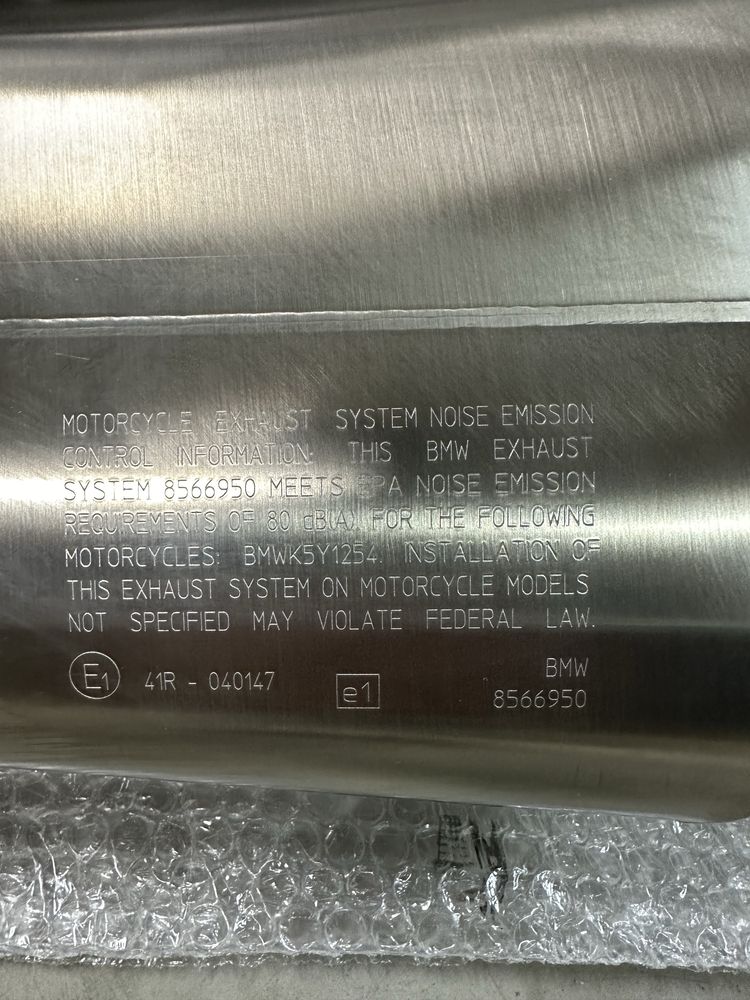 MOTORCYCLE EXHAUST SYSTEM NOISE EMISSION
CONTROL INFORMATION: THIS BMW EXHAUST
SYSTEM 8566950 MEETS EPA NOISE EMISSION
REQUIREMENTS OF 80 dB(A) FOR THE FOLLOWING
MOTORCYCLES: BMWK5Y1254. INSTALLATION OF
THIS EXHAUST SYSTEM ON MOTORCYCLE MODELS
NOT SPECIFIED MAY VIOLATE FEDERAL LAW.
E1 41R - 040147 e1 BMW
8566950